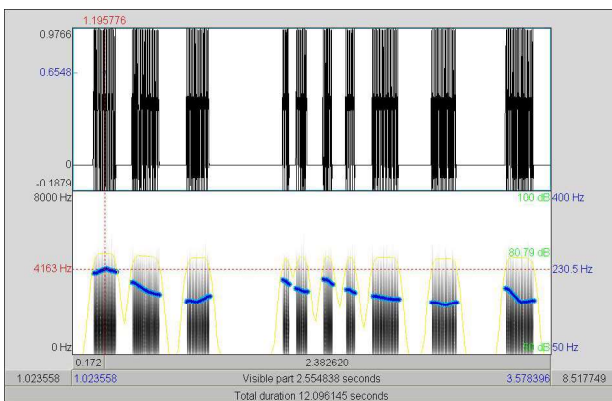 1.195776
0.9766
0.6548
0
-0.1879
8000 Hz 100 dB 400 Hz
80.79 dB
4163 Hz 230.5 Hz
0 Hz 50 dB 50 Hz
0.172 2.382620
1.023558 1.023558 Visible part 2.554838 seconds 3.578396 8.517749
Total duration 12.096145 seconds